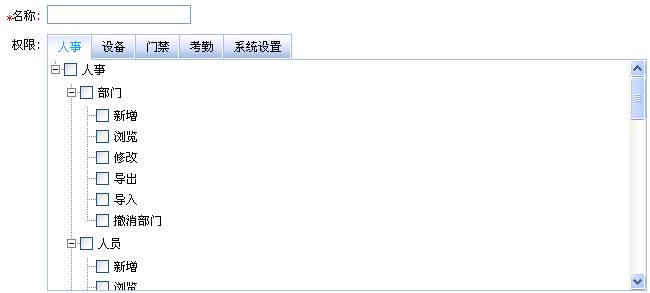 *名称:
权限: 人事 设备 门禁 考勤 系统设置
人事
部门
新增
浏览
修改
导出
导入
撤消部门
人员
新增
浏览